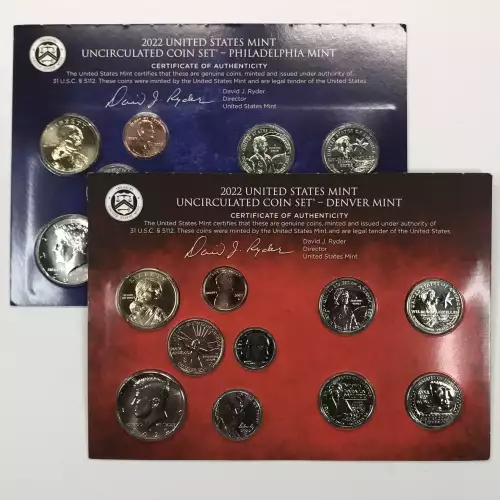 2022 UNITED STATES MINT
UNCIRCULATED COIN SET® – PHILADELPHIA MINT
CERTIFICATE OF AUTHENTICITY
The United States Mint certifies that these are genuine coins, minted and issued under authority of
31 U.S.C. § 5112. These coins were minted by the United States Mint and are legal tender of the United States.
David J. Ryder
David J. Ryder
Director
United States Mint
2022 UNITED STATES MINT
UNCIRCULATED COIN SET® – DENVER MINT
CERTIFICATE OF AUTHENTICITY
The United States Mint certifies that these are genuine coins, minted and issued under authority of
31 U.S.C. § 5112. These coins were minted by the United States Mint and are legal tender of the United States.
David J. Ryder
David J. Ryder
Director
United States Mint
LIBERTY